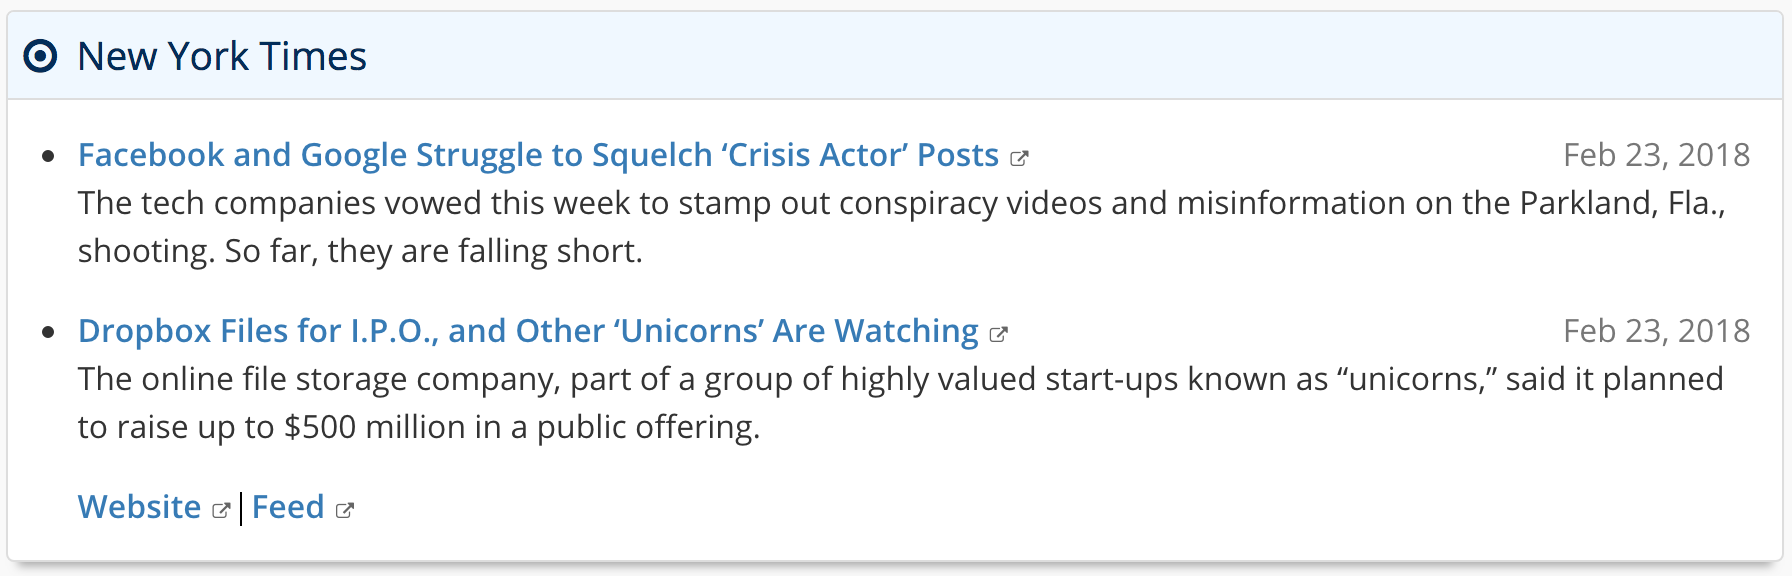 New York Times
Facebook and Google Struggle to Squelch ‘Crisis Actor’ Posts Feb 23, 2018
The tech companies vowed this week to stamp out conspiracy videos and misinformation on the Parkland, Fla.,
shooting. So far, they are falling short.
Dropbox Files for I.P.O., and Other ‘Unicorns’ Are Watching Feb 23, 2018
The online file storage company, part of a group of highly valued start-ups known as “unicorns,” said it planned
to raise up to $500 million in a public offering.
Website | Feed